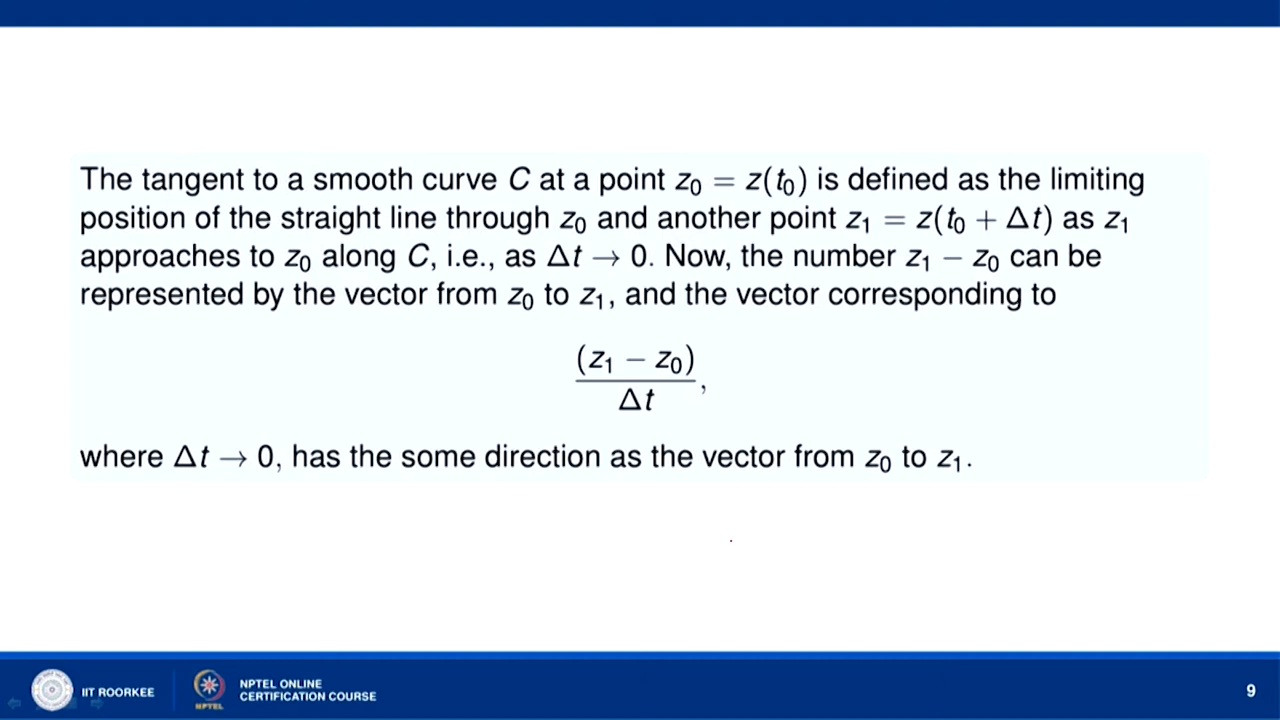 The tangent to a smooth curve C at a point z₀ = z(t₀) is defined as the limiting
position of the straight line through z₀ and another point z₁ = z(t₀ + Δt) as z₁
approaches to z₀ along C, i.e., as Δt → 0. Now, the number z₁ − z₀ can be
represented by the vector from z₀ to z₁, and the vector corresponding to
(z₁ − z₀)
Δt ,
where Δt → 0, has the some direction as the vector from z₀ to z₁.
IIT ROORKEE
NPTEL
NPTEL ONLINE
CERTIFICATION COURSE
9